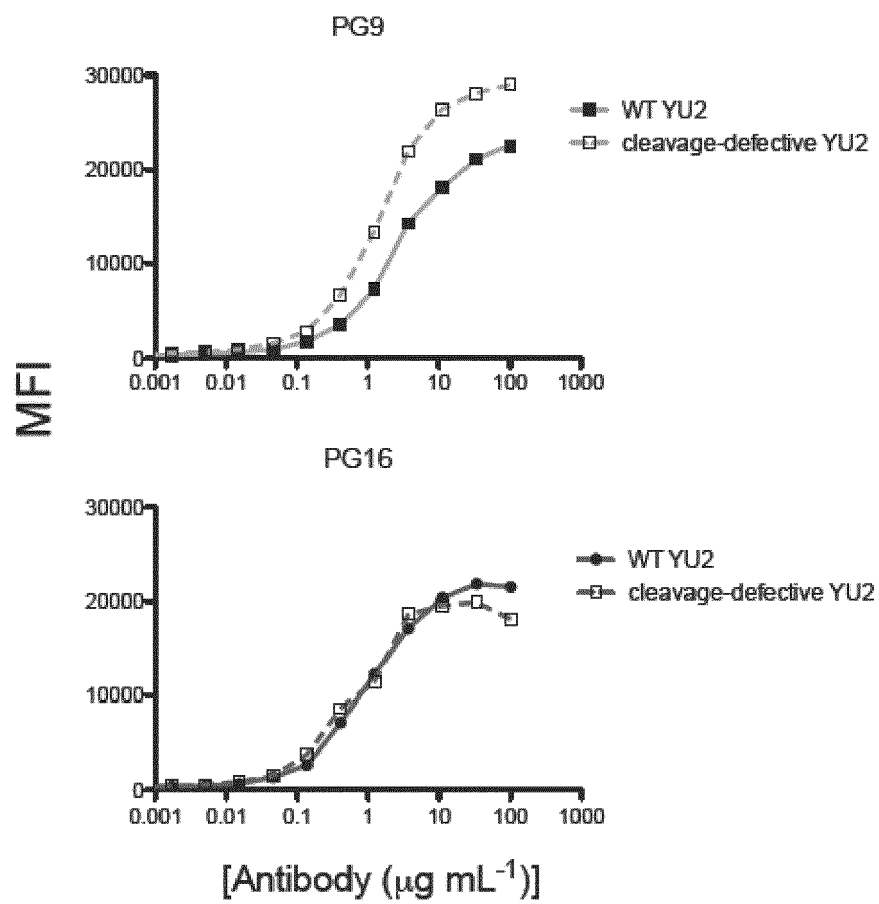 PG9
30000
20000
10000
0
0.001 0.01 0.1 1 10 100 1000
WT YU2
cleavage-defective YU2
MFI
PG16
30000
20000
10000
0
0.001 0.01 0.1 1 10 100 1000
WT YU2
cleavage-defective YU2
[Antibody (μg mL⁻¹)]